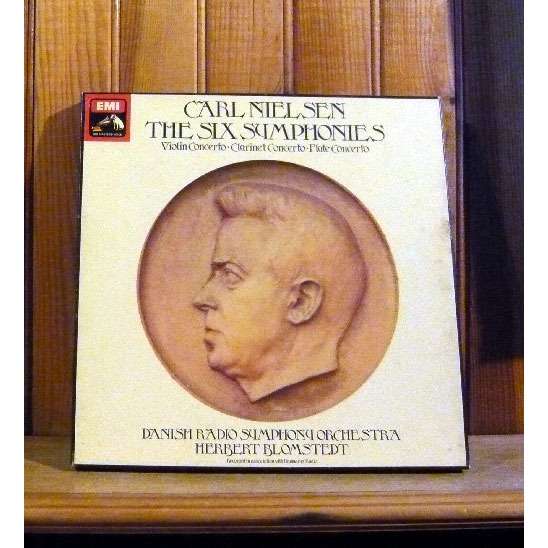 EMI
CARL NIELSEN
THE SIX SYMPHONIES
Violin Concerto · Clarinet Concerto · Flute Concerto
DANISH RADIO SYMPHONY ORCHESTRA
HERBERT BLOMSTEDT